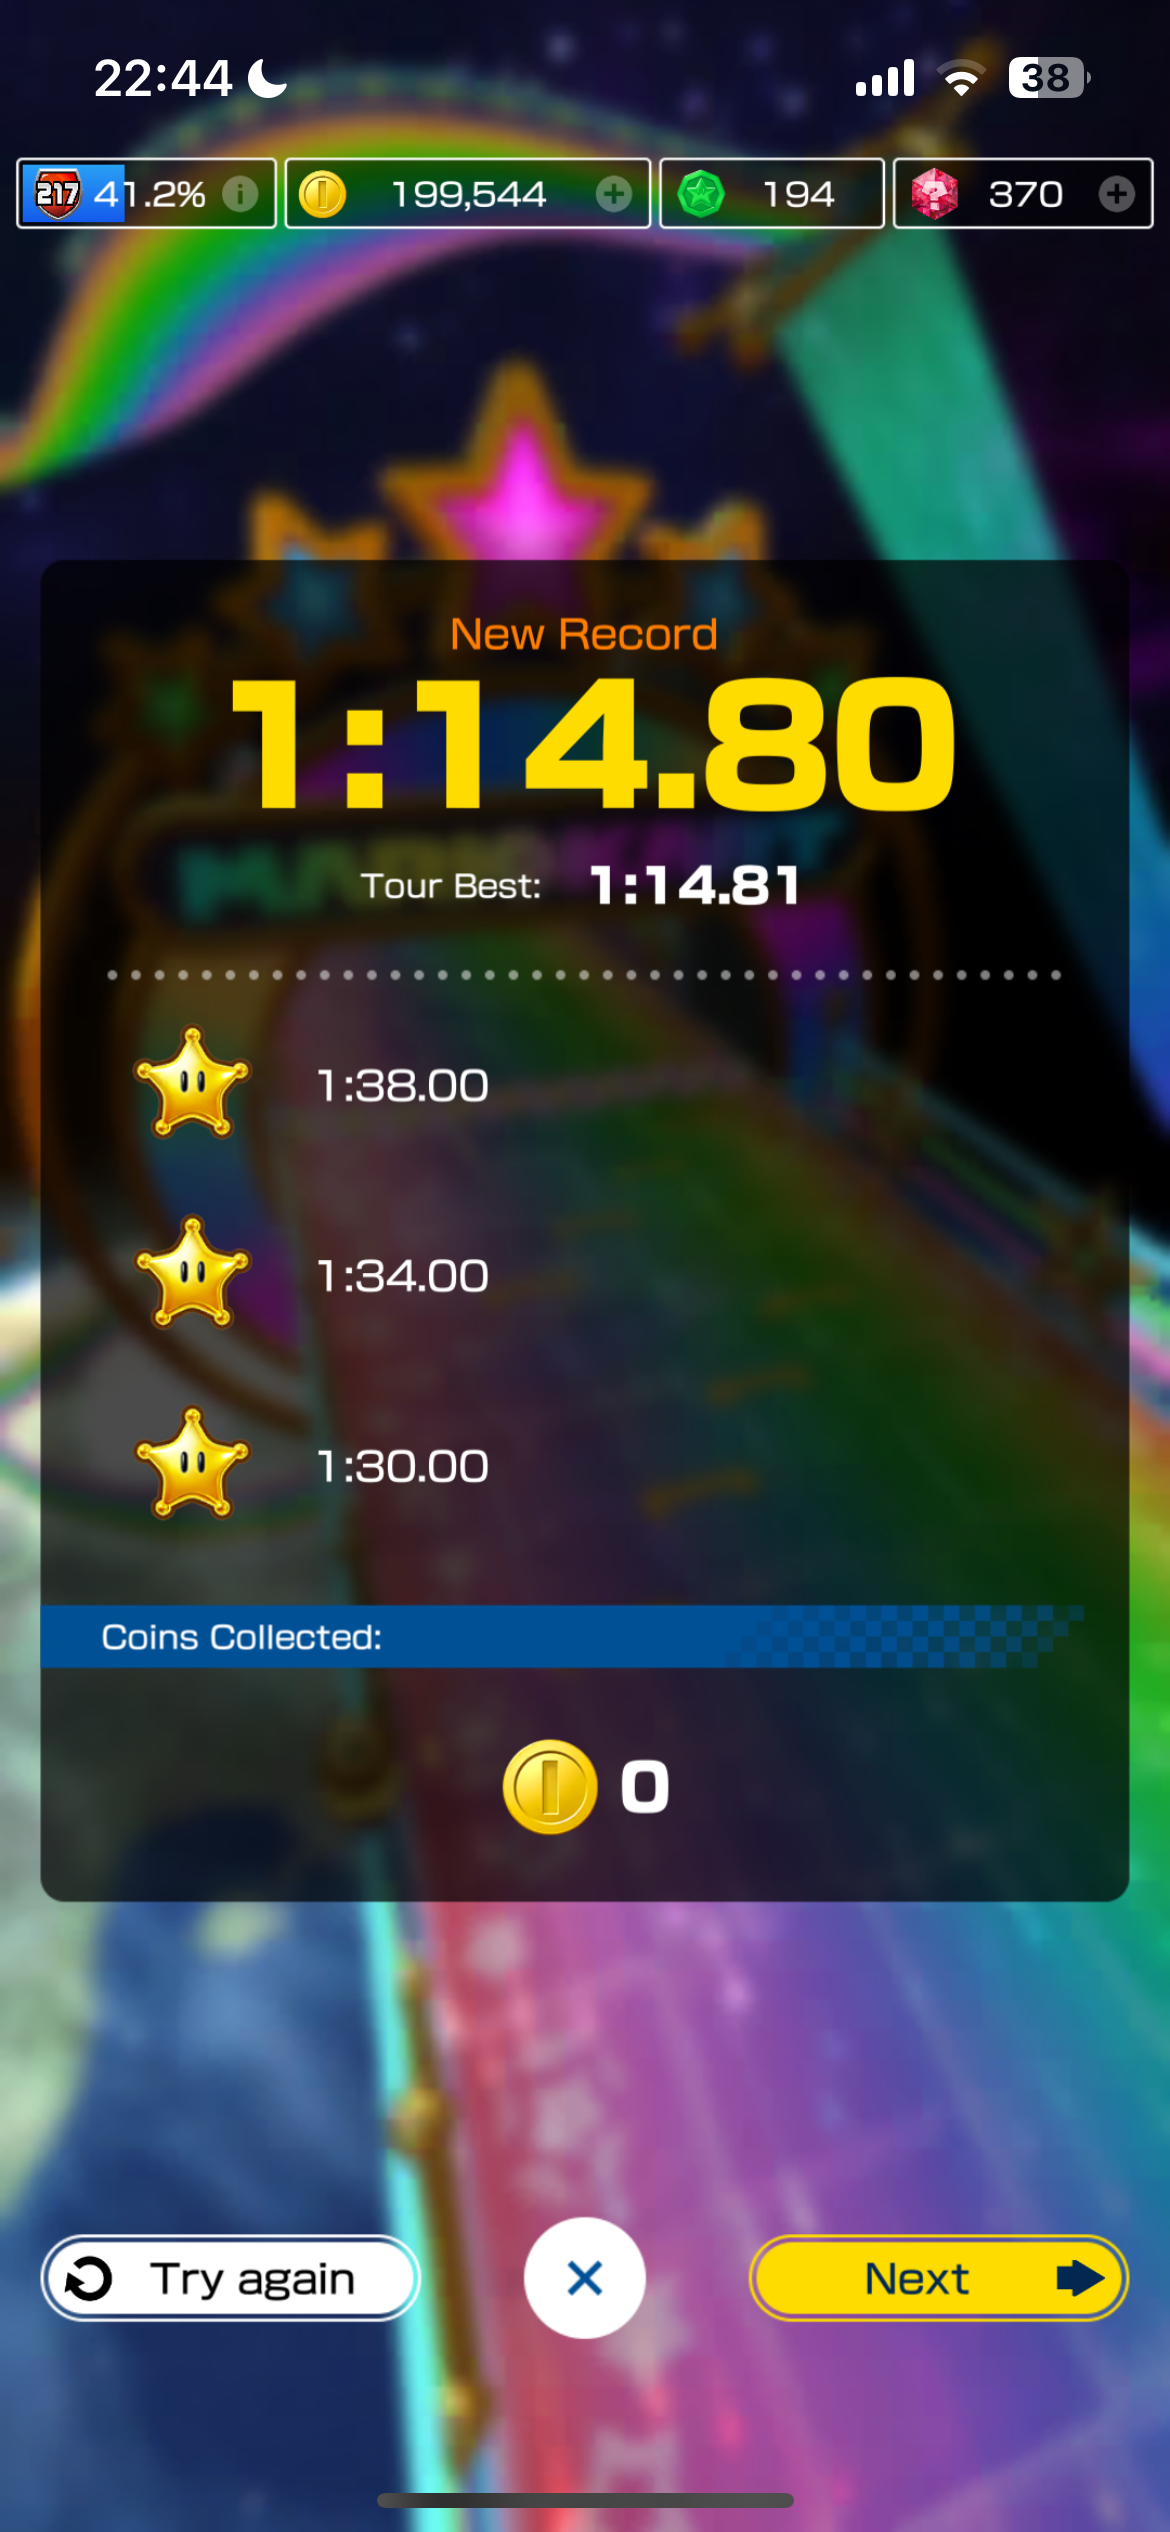 22:44
38
217 41.2% i
199,544 +
194
370 +
New Record
1:14.80
Tour Best: 1:14.81
1:38.00
1:34.00
1:30.00
Coins Collected:
0
Try again
×
Next